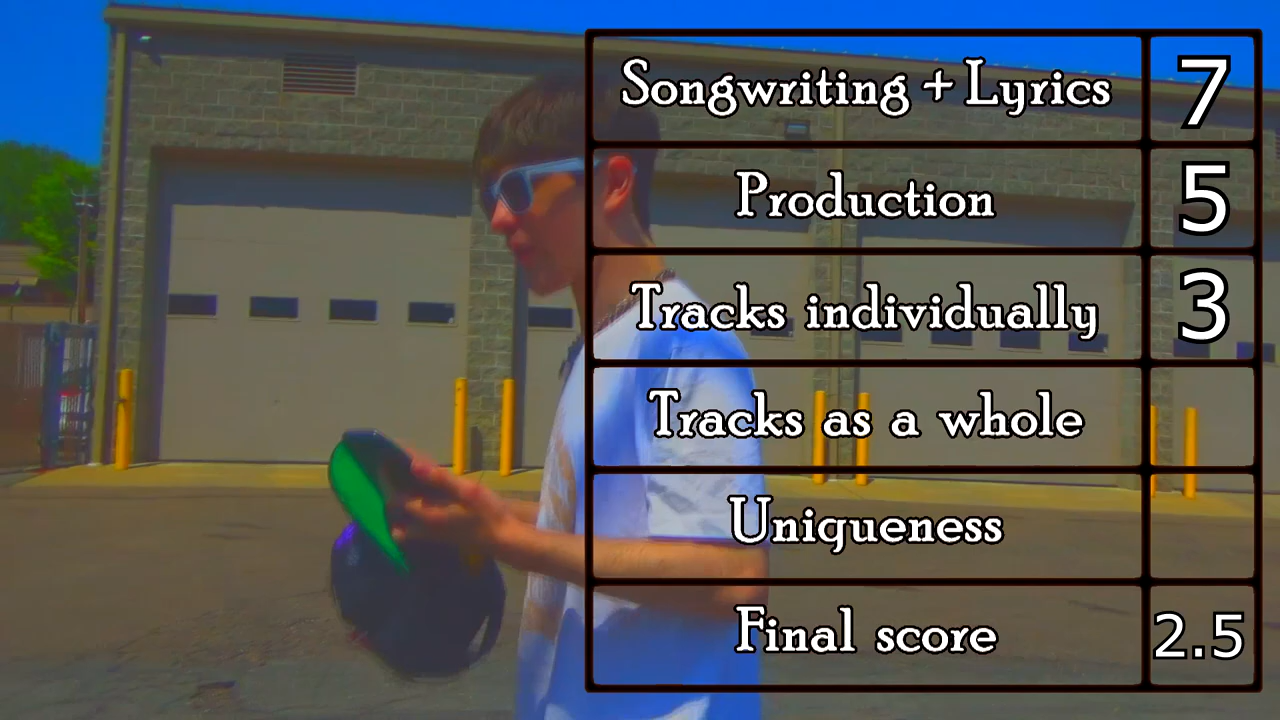 Songwriting + Lyrics 7
Production 5
Tracks individually 3
Tracks as a whole
Uniqueness
Final score 2.5